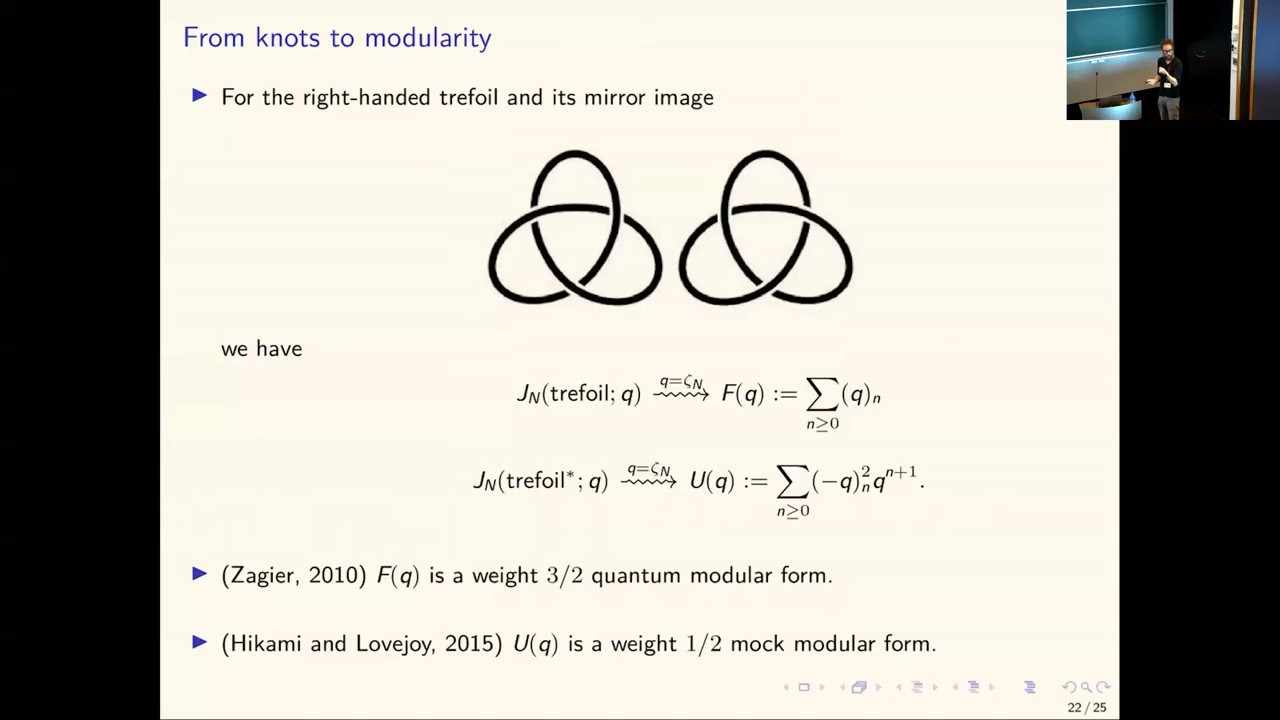 From knots to modularity
▶ For the right-handed trefoil and its mirror image
we have
J_N(trefoil; q) \overset{q=ζ_N}{⇝} F(q) := ∑_{n≥0} (q)_n
J_N(trefoil*; q) \overset{q=ζ_N}{⇝} U(q) := ∑_{n≥0} (−q)_n^2 q^{n+1}.
▶ (Zagier, 2010) F(q) is a weight 3/2 quantum modular form.
▶ (Hikami and Lovejoy, 2015) U(q) is a weight 1/2 mock modular form.
22 / 25